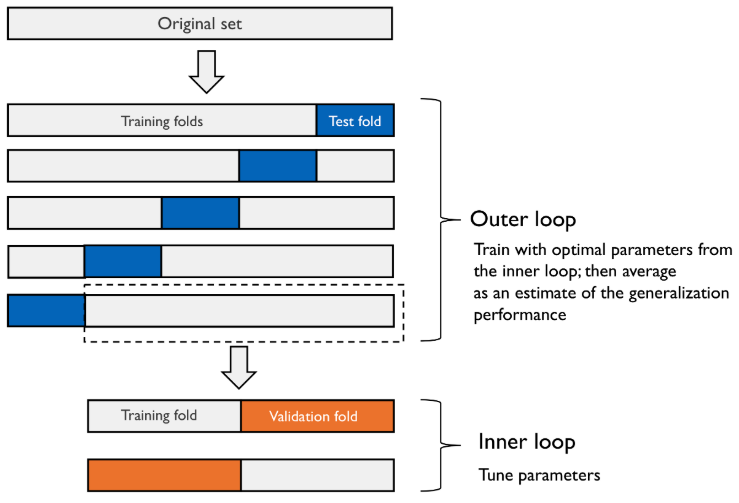 Original set
Training folds
Test fold
Outer loop
Train with optimal parameters from
the inner loop; then average
as an estimate of the generalization
performance
Training fold
Validation fold
Inner loop
Tune parameters